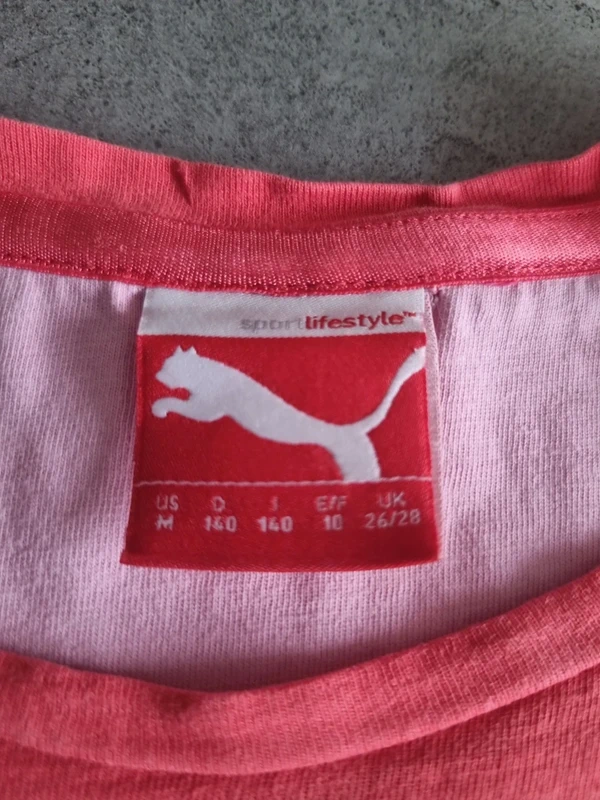 sportlifestyle™
US D J E/F UK
M 140 140 10 26/28